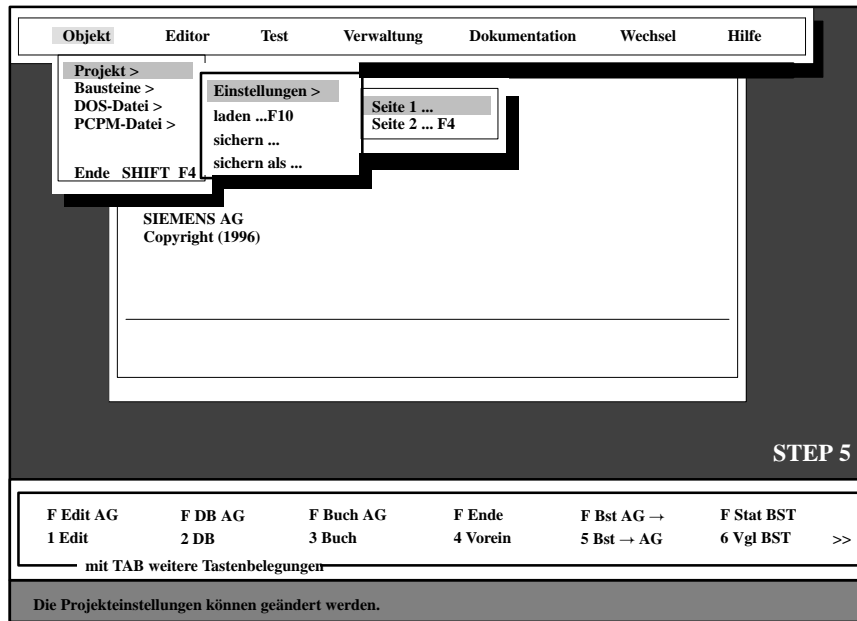 Objekt Editor Test Verwaltung Dokumentation Wechsel Hilfe
Projekt >
Bausteine >
DOS-Datei >
PCPM-Datei >
Ende SHIFT F4
Einstellungen >
laden ...F10
sichern ...
sichern als ...
Seite 1 ...
Seite 2 ... F4
SIEMENS AG
Copyright (1996)
STEP 5
F Edit AG F DB AG F Buch AG F Ende F Bst AG → F Stat BST
1 Edit 2 DB 3 Buch 4 Vorein 5 Bst → AG 6 Vgl BST >>
mit TAB weitere Tastenbelegungen
Die Projekteinstellungen können geändert werden.